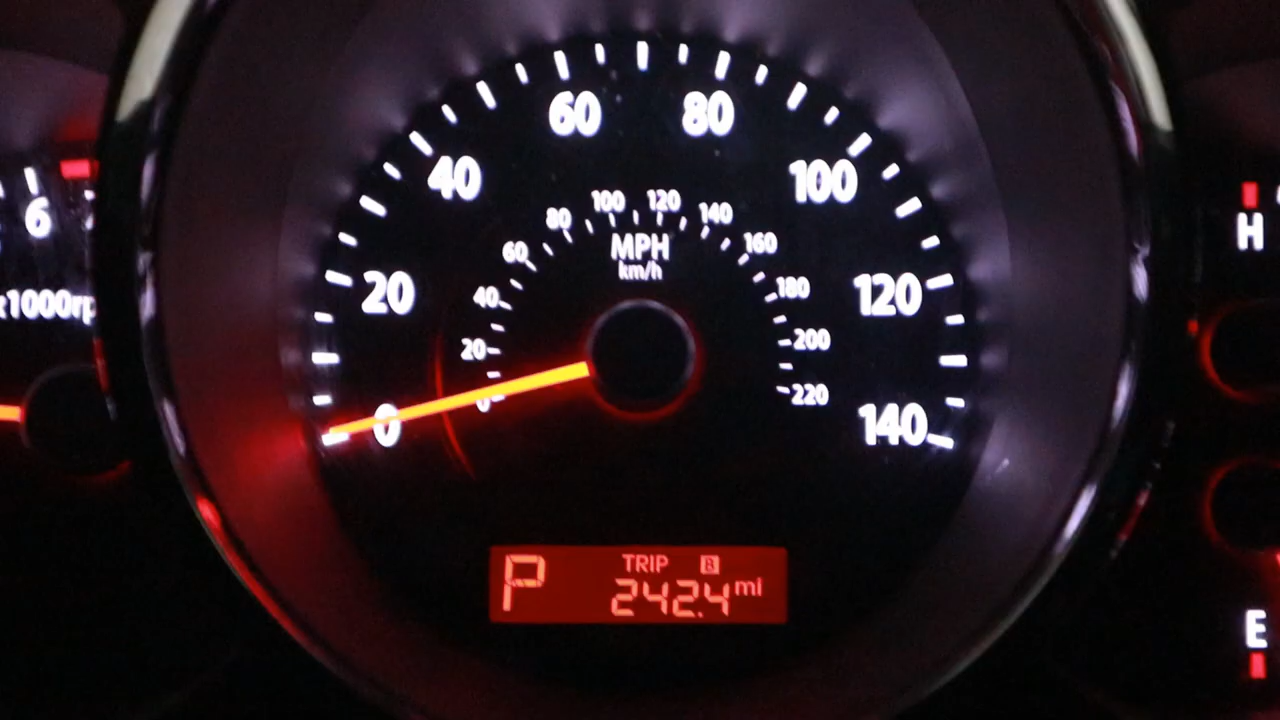 60 80
40 100
20 120
0 140
100 120
80 140
60 160
40 180
20 200
0 220
MPH
km/h
6
x1000rp
H
E
TRIP B
P 242.4 mi